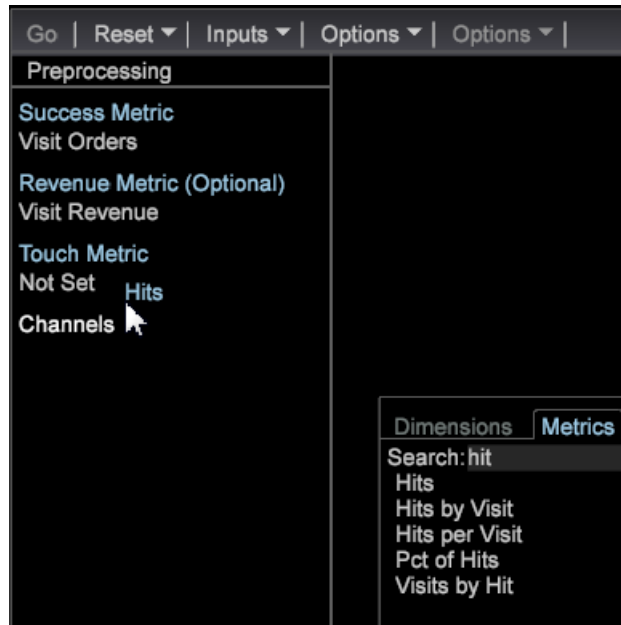 Go | Reset ▼ | Inputs ▼ | Options ▼ | Options ▼ |
Preprocessing
Success Metric
Visit Orders
Revenue Metric (Optional)
Visit Revenue
Touch Metric
Not Set
Hits
Channels
Dimensions Metrics
Search: hit
Hits
Hits by Visit
Hits per Visit
Pct of Hits
Visits by Hit